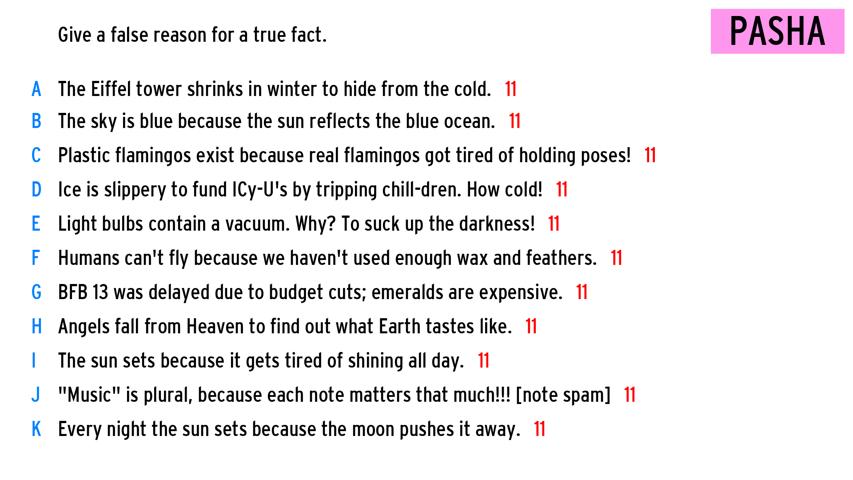 Give a false reason for a true fact.
PASHA
A The Eiffel tower shrinks in winter to hide from the cold. 11
B The sky is blue because the sun reflects the blue ocean. 11
C Plastic flamingos exist because real flamingos got tired of holding poses! 11
D Ice is slippery to fund ICy-U's by tripping chill-dren. How cold! 11
E Light bulbs contain a vacuum. Why? To suck up the darkness! 11
F Humans can't fly because we haven't used enough wax and feathers. 11
G BFB 13 was delayed due to budget cuts; emeralds are expensive. 11
H Angels fall from Heaven to find out what Earth tastes like. 11
I The sun sets because it gets tired of shining all day. 11
J "Music" is plural, because each note matters that much!!! [note spam] 11
K Every night the sun sets because the moon pushes it away. 11